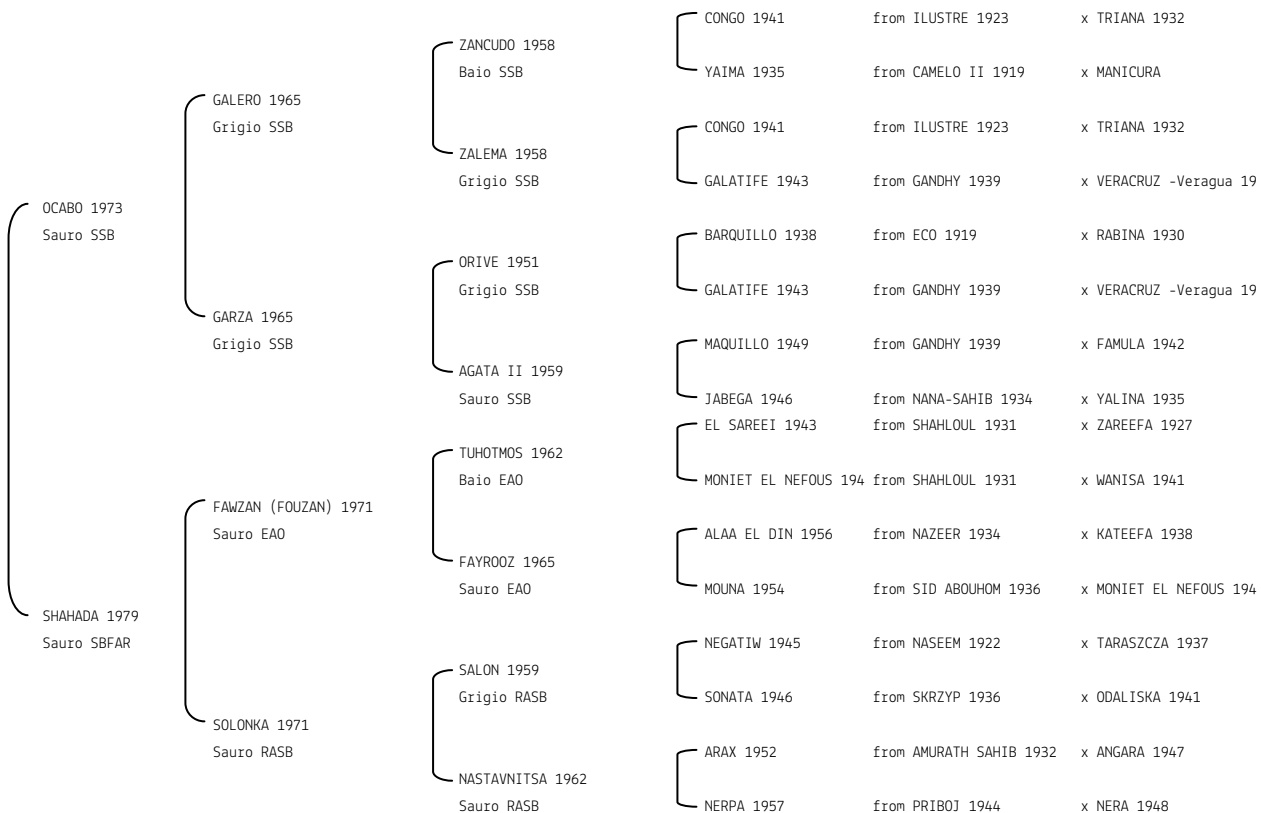 CONGO 1941 from ILUSTRE 1923 x TRIANA 1932
ZANCUDO 1958
Baio SSB YAIMA 1935 from CAMELO II 1919 x MANICURA
GALERO 1965
Grigio SSB CONGO 1941 from ILUSTRE 1923 x TRIANA 1932
ZALEMA 1958
Grigio SSB GALATIFE 1943 from GANDHY 1939 x VERACRUZ -Veragua 19
OCABO 1973
Sauro SSB BARQUILLO 1938 from ECO 1919 x RABINA 1930
ORIVE 1951
Grigio SSB GALATIFE 1943 from GANDHY 1939 x VERACRUZ -Veragua 19
GARZA 1965
Grigio SSB MAQUILLO 1949 from GANDHY 1939 x FAMULA 1942
AGATA II 1959
Sauro SSB JABEGA 1946 from NANA-SAHIB 1934 x YALINA 1935
EL SAREEI 1943 from SHAHLOUL 1931 x ZAREEFA 1927
TUHOTMOS 1962
Baio EAO MONIET EL NEFOUS 194 from SHAHLOUL 1931 x WANISA 1941
FAWZAN (FOUZAN) 1971
Sauro EAO ALAA EL DIN 1956 from NAZEER 1934 x KATEEFA 1938
FAYROOZ 1965
Sauro EAO MOUNA 1954 from SID ABOUHOM 1936 x MONIET EL NEFOUS 194
SHAHADA 1979
Sauro SBFAR NEGATIW 1945 from NASEEM 1922 x TARASZCZA 1937
SALON 1959
Grigio RASB SONATA 1946 from SKRZYP 1936 x ODALISKA 1941
SOLONKA 1971
Sauro RASB ARAX 1952 from AMURATH SAHIB 1932 x ANGARA 1947
NASTAVNITSA 1962
Sauro RASB NERPA 1957 from PRIBOJ 1944 x NERA 1948